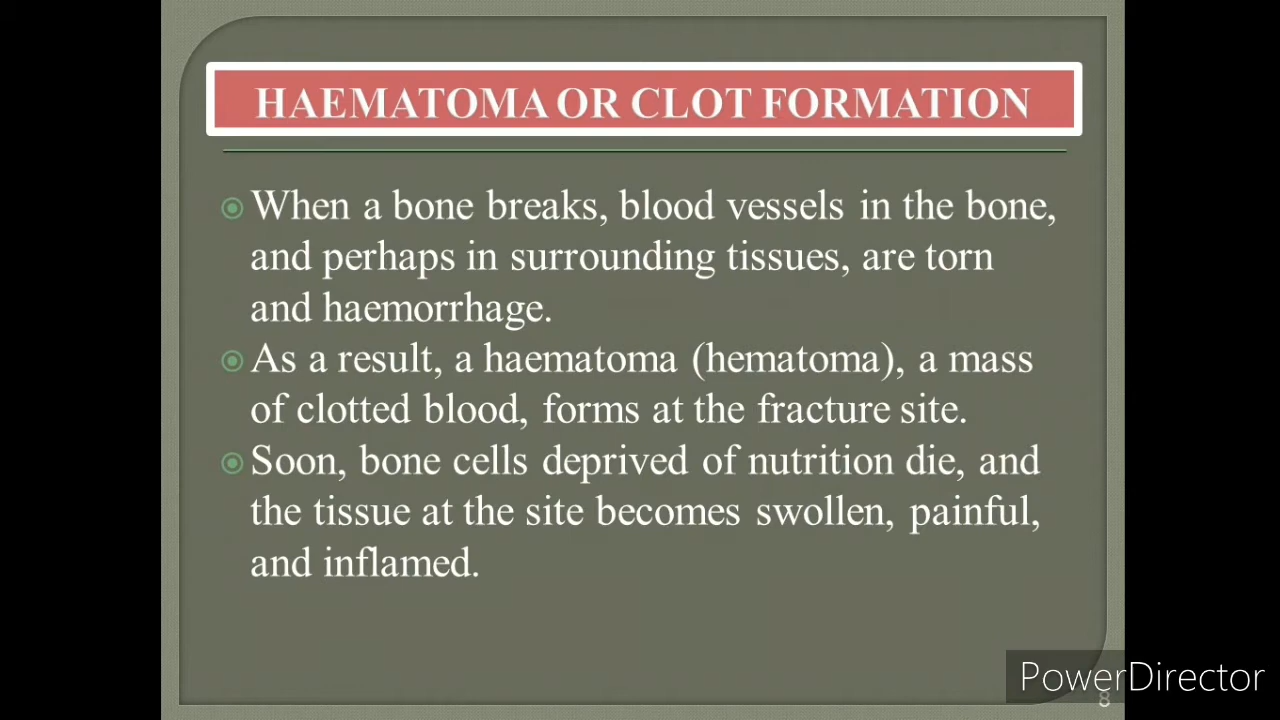 HAEMATOMA OR CLOT FORMATION
When a bone breaks, blood vessels in the bone,
and perhaps in surrounding tissues, are torn
and haemorrhage.
As a result, a haematoma (hematoma), a mass
of clotted blood, forms at the fracture site.
Soon, bone cells deprived of nutrition die, and
the tissue at the site becomes swollen, painful,
and inflamed.
PowerDirector
8